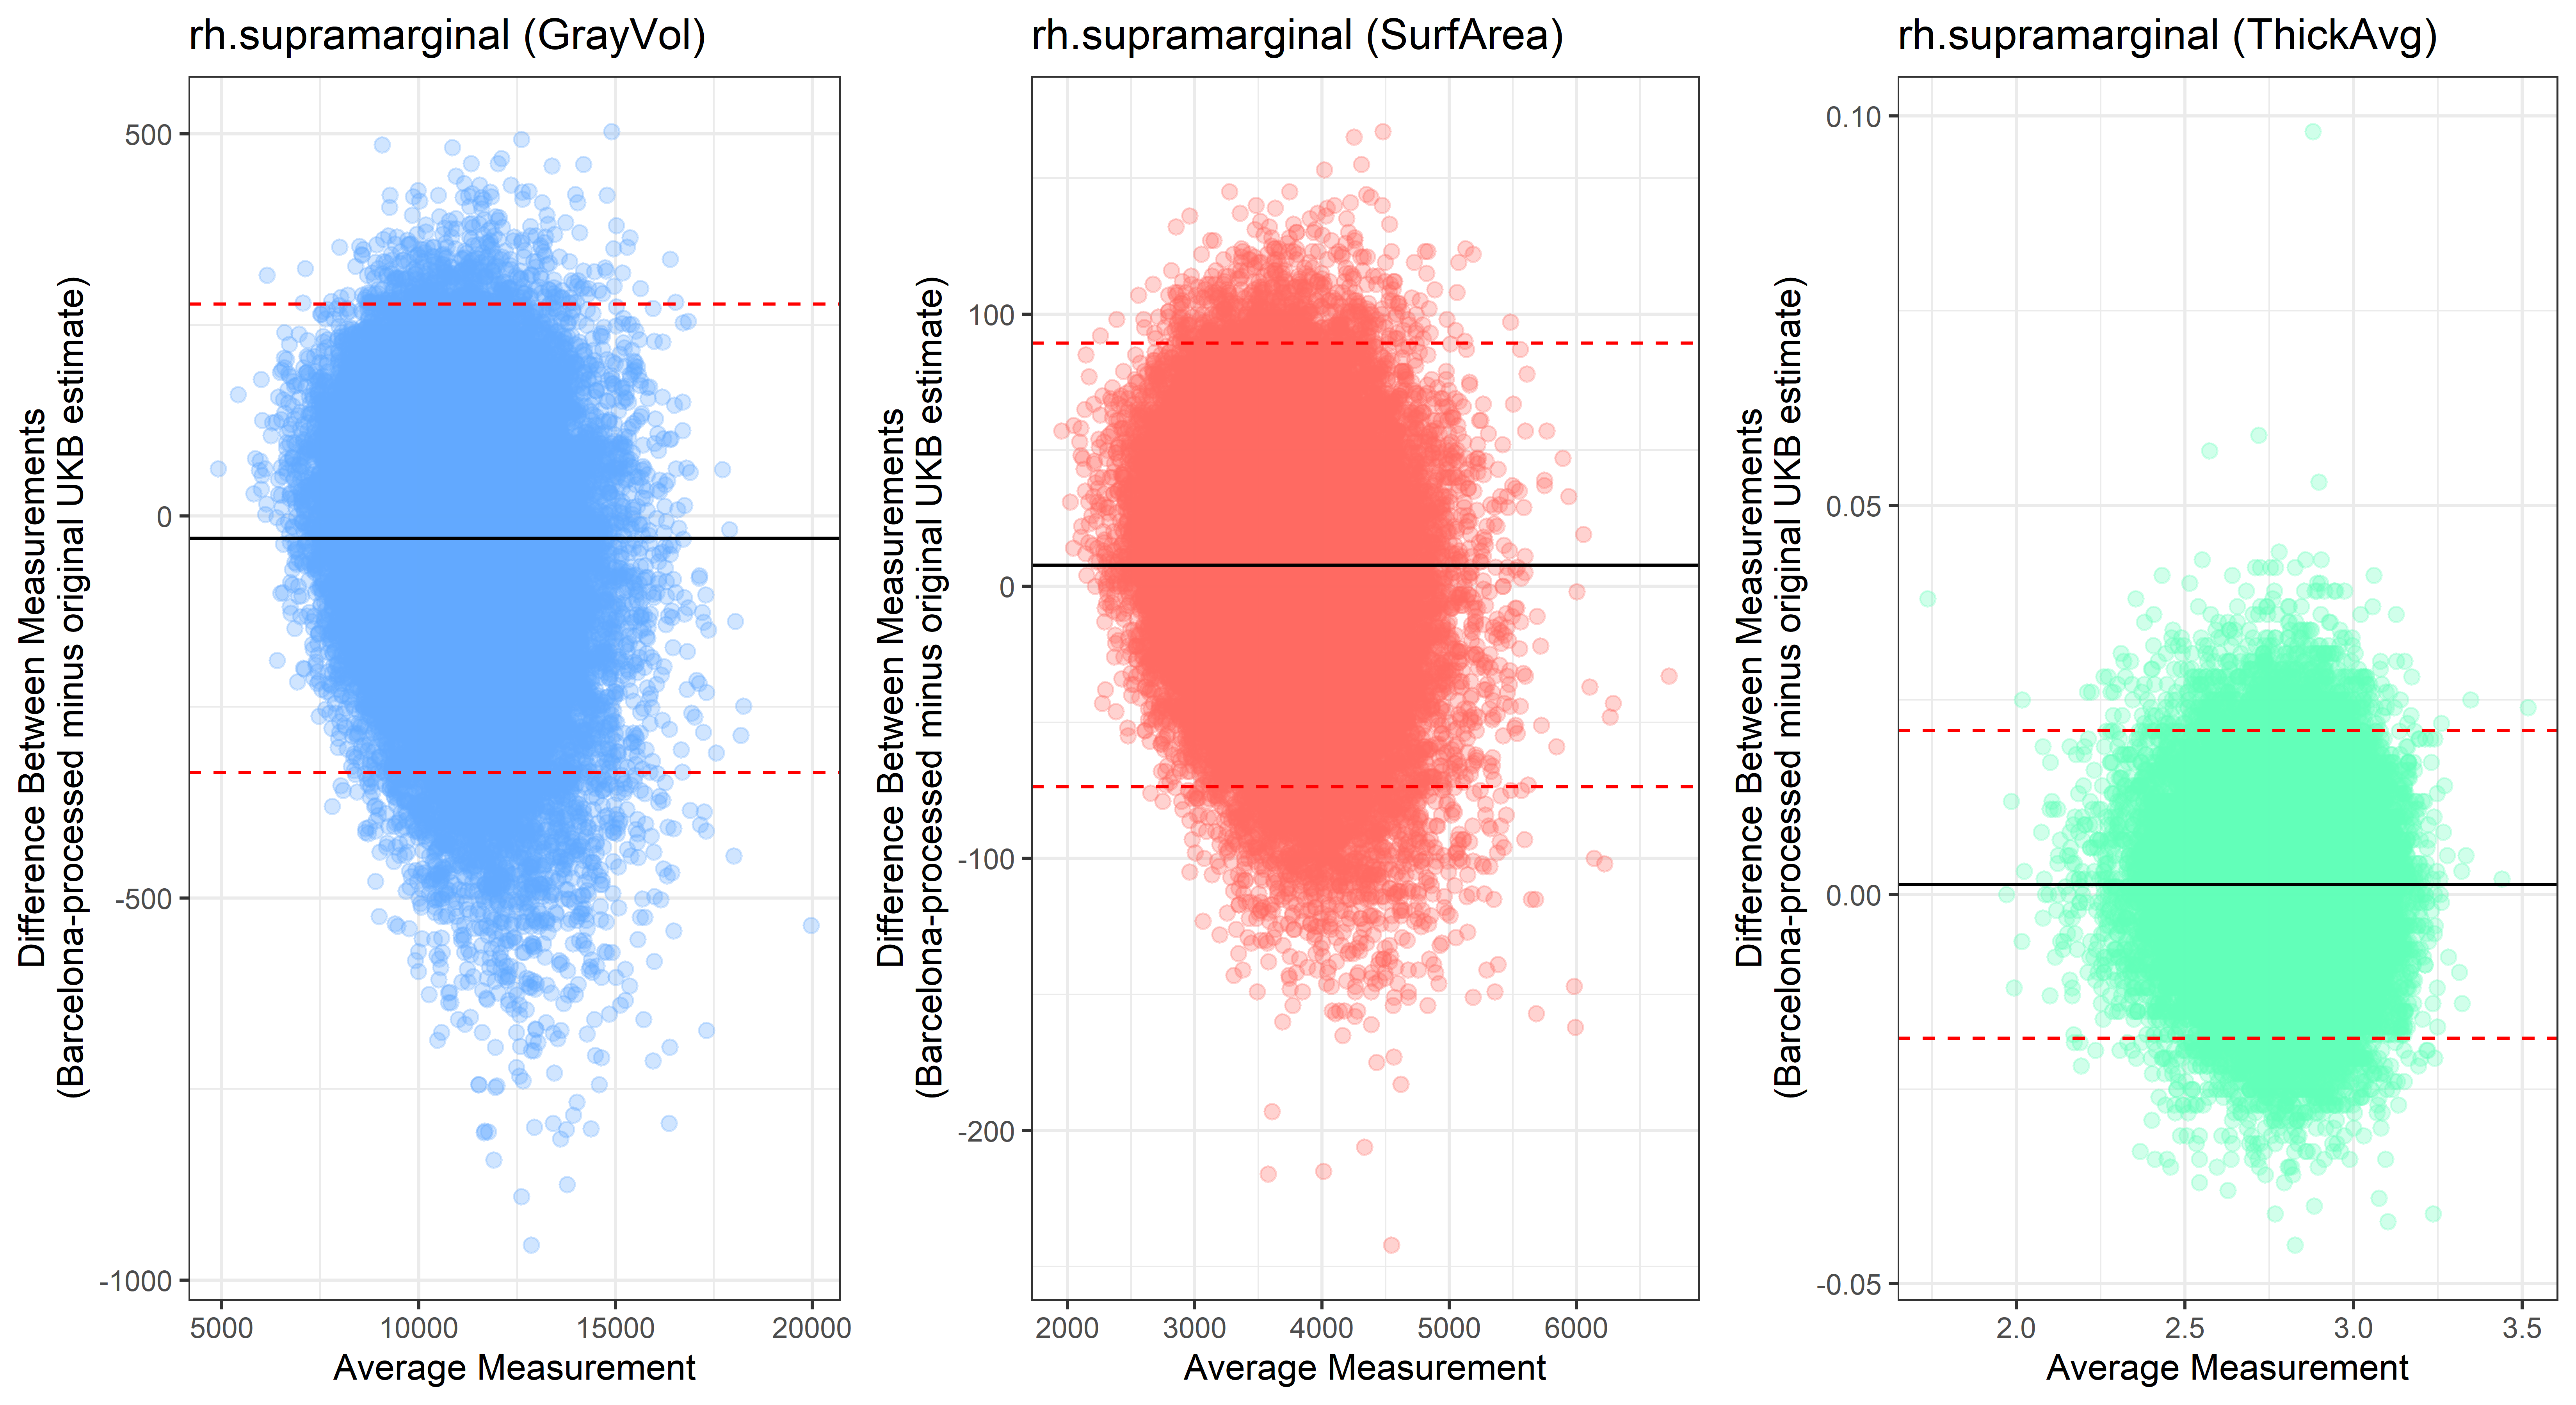 rh.supramarginal (GrayVol)
Difference Between Measurements
(Barcelona-processed minus original UKB estimate)
500
0
-500
-1000
5000 10000 15000 20000
Average Measurement
rh.supramarginal (SurfArea)
Difference Between Measurements
(Barcelona-processed minus original UKB estimate)
100
0
-100
-200
2000 3000 4000 5000 6000
Average Measurement
rh.supramarginal (ThickAvg)
Difference Between Measurements
(Barcelona-processed minus original UKB estimate)
0.10
0.05
0.00
-0.05
2.0 2.5 3.0 3.5
Average Measurement